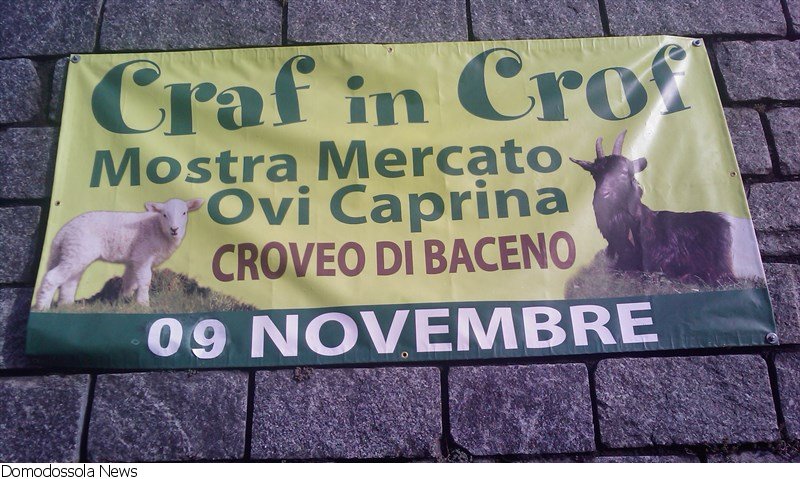 Craf in Crof
Mostra Mercato
Ovi Caprina
CROVEO DI BACENO
09 NOVEMBRE
Domodossola News